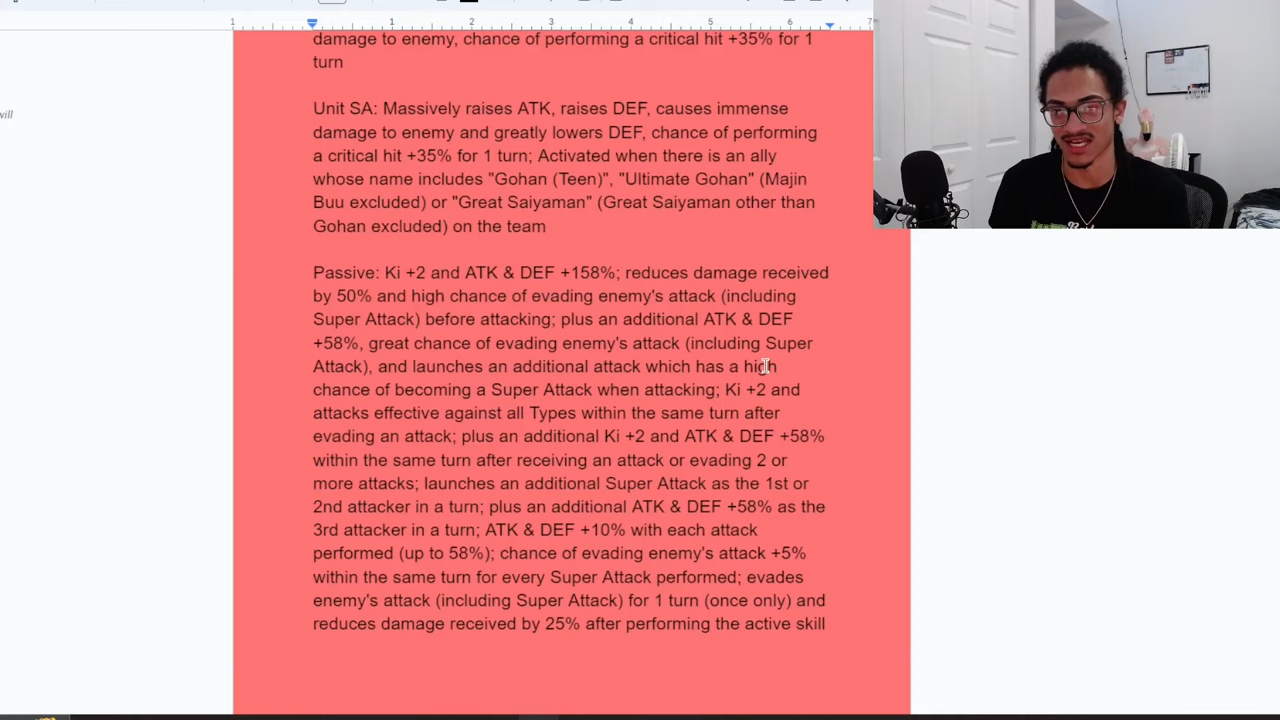 1 1 2 3 4 5 6 7
damage to enemy, chance of performing a critical hit +35% for 1
turn
will
Unit SA: Massively raises ATK, raises DEF, causes immense
damage to enemy and greatly lowers DEF, chance of performing
a critical hit +35% for 1 turn; Activated when there is an ally
whose name includes "Gohan (Teen)", "Ultimate Gohan" (Majin
Buu excluded) or "Great Saiyaman" (Great Saiyaman other than
Gohan excluded) on the team
Passive: Ki +2 and ATK & DEF +158%; reduces damage received
by 50% and high chance of evading enemy's attack (including
Super Attack) before attacking; plus an additional ATK & DEF
+58%, great chance of evading enemy's attack (including Super
Attack), and launches an additional attack which has a high
chance of becoming a Super Attack when attacking; Ki +2 and
attacks effective against all Types within the same turn after
evading an attack; plus an additional Ki +2 and ATK & DEF +58%
within the same turn after receiving an attack or evading 2 or
more attacks; launches an additional Super Attack as the 1st or
2nd attacker in a turn; plus an additional ATK & DEF +58% as the
3rd attacker in a turn; ATK & DEF +10% with each attack
performed (up to 58%); chance of evading enemy's attack +5%
within the same turn for every Super Attack performed; evades
enemy's attack (including Super Attack) for 1 turn (once only) and
reduces damage received by 25% after performing the active skill